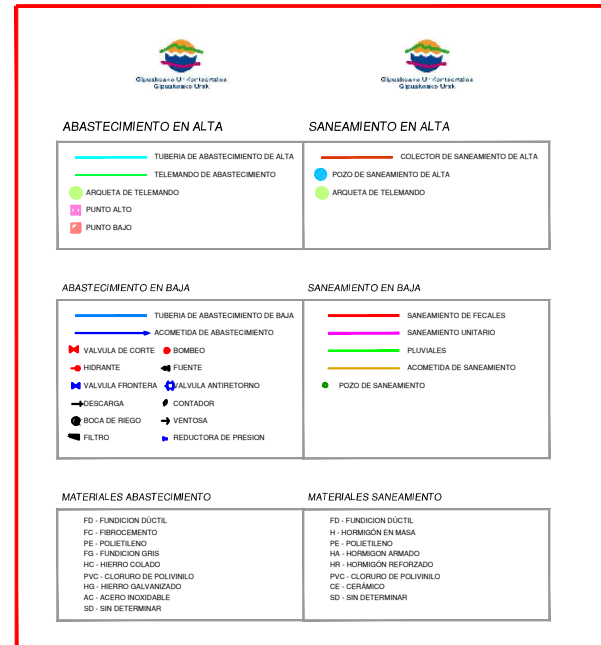 Gipuzkoako Urak
Gipuzkoako Urak
ABASTECIMIENTO EN ALTA
TUBERIA DE ABASTECIMIENTO DE ALTA
TELEMANDO DE ABASTECIMIENTO
ARQUETA DE TELEMANDO
PUNTO ALTO
PUNTO BAJO
SANEAMIENTO EN ALTA
COLECTOR DE SANEAMIENTO DE ALTA
POZO DE SANEAMIENTO DE ALTA
ARQUETA DE TELEMANDO
ABASTECIMIENTO EN BAJA
TUBERIA DE ABASTECIMIENTO DE BAJA
ACOMETIDA DE ABASTECIMIENTO
VALVULA DE CORTE
BOMBEO
HIDRANTE
FUENTE
VALVULA FRONTERA
VALVULA ANTIRETORNO
DESCARGA
CONTADOR
BOCA DE RIEGO
VENTOSA
FILTRO
REDUCTORA DE PRESION
SANEAMIENTO EN BAJA
SANEAMIENTO DE FECALES
SANEAMIENTO UNITARIO
PLUVIALES
ACOMETIDA DE SANEAMIENTO
POZO DE SANEAMIENTO
MATERIALES ABASTECIMIENTO
FD - FUNDICION DÚCTIL
FC - FIBROCEMENTO
PE - POLIETILENO
FG - FUNDICION GRIS
HC - HIERRO COLADO
PVC - CLORURO DE POLIVINILO
HG - HIERRO GALVANIZADO
AC - ACERO INOXIDABLE
SD - SIN DETERMINAR
MATERIALES SANEAMIENTO
FD - FUNDICION DÚCTIL
H - HORMIGÓN EN MASA
PE - POLIETILENO
HA - HORMIGON ARMADO
HR - HORMIGÓN REFORZADO
PVC - CLORURO DE POLIVINILO
CE - CERÁMICO
SD - SIN DETERMINAR